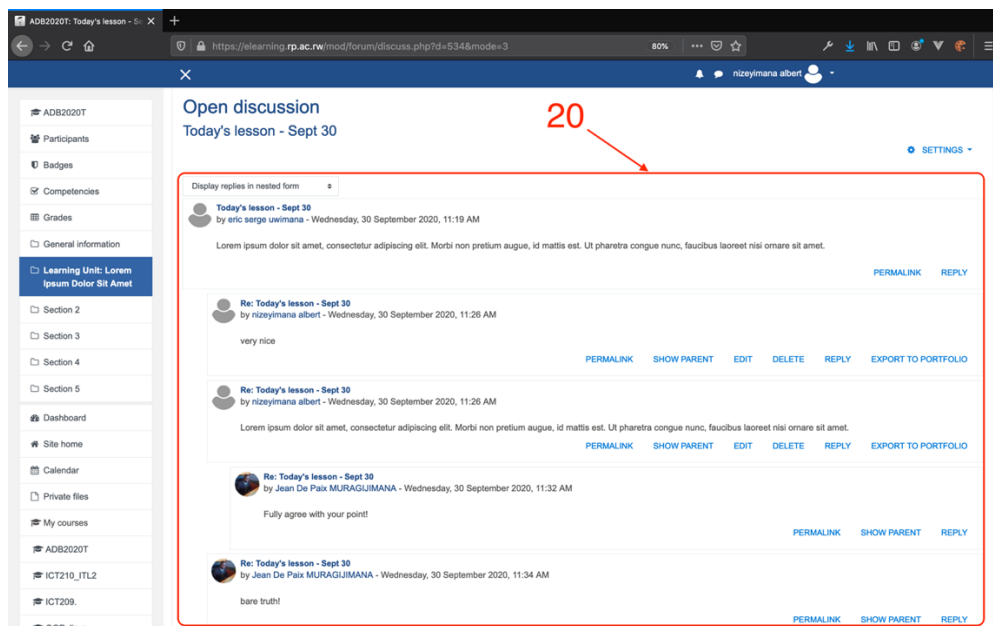 ADB2020T: Today's lesson - Se
https://elearning.rp.ac.rw/mod/forum/discuss.php?d=534&mode=3
80%
nizeyimana albert
ADB2020T
Participants
Badges
Competencies
Grades
General information
Learning Unit: Lorem
Ipsum Dolor Sit Amet
Section 2
Section 3
Section 4
Section 5
Dashboard
Site home
Calendar
Private files
My courses
ADB2020T
ICT210_ITL2
ICT209.
Open discussion
Today's lesson - Sept 30
20
SETTINGS
Display replies in nested form
Today's lesson - Sept 30
by eric serge uwimana - Wednesday, 30 September 2020, 11:19 AM
Lorem ipsum dolor sit amet, consectetur adipiscing elit. Morbi non pretium augue, id mattis est. Ut pharetra congue nunc, faucibus laoreet nisi ornare sit amet.
PERMALINK REPLY
Re: Today's lesson - Sept 30
by nizeyimana albert - Wednesday, 30 September 2020, 11:26 AM
very nice
PERMALINK SHOW PARENT EDIT DELETE REPLY EXPORT TO PORTFOLIO
Re: Today's lesson - Sept 30
by nizeyimana albert - Wednesday, 30 September 2020, 11:26 AM
Lorem ipsum dolor sit amet, consectetur adipiscing elit. Morbi non pretium augue, id mattis est. Ut pharetra congue nunc, faucibus laoreet nisi ornare sit amet.
PERMALINK SHOW PARENT EDIT DELETE REPLY EXPORT TO PORTFOLIO
Re: Today's lesson - Sept 30
by Jean De Paix MURAGIJIMANA - Wednesday, 30 September 2020, 11:32 AM
Fully agree with your point!
PERMALINK SHOW PARENT REPLY
Re: Today's lesson - Sept 30
by Jean De Paix MURAGIJIMANA - Wednesday, 30 September 2020, 11:34 AM
bare truth!
PERMALINK SHOW PARENT REPLY